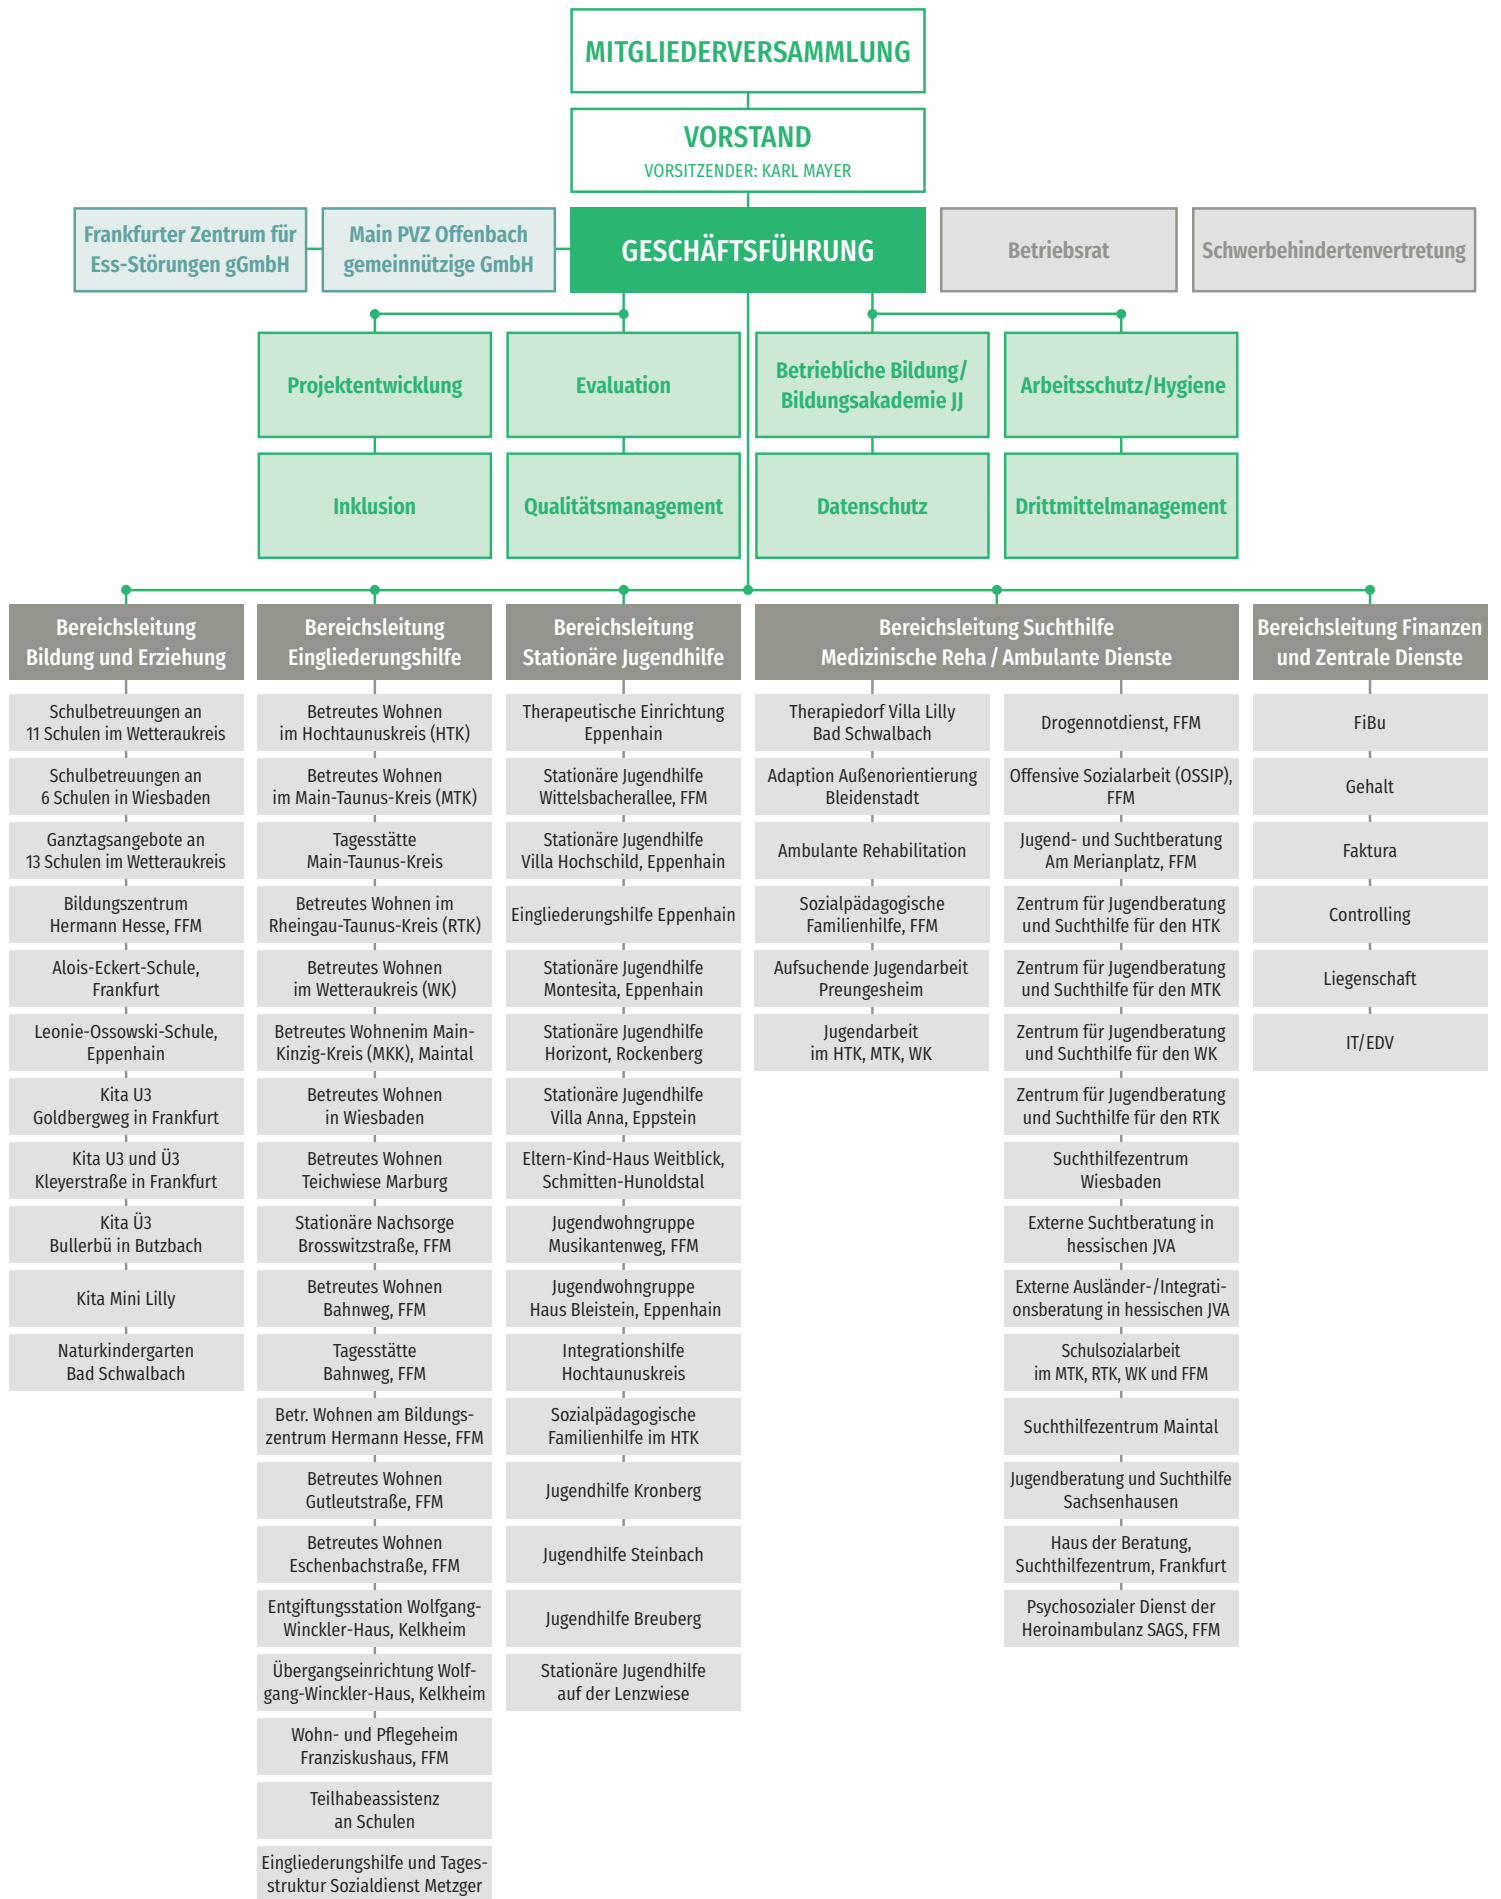 MITGLIEDERVERSAMMLUNG
VORSTAND
VORSITZENDER: KARL MAYER
Frankfurter Zentrum für
Ess-Störungen gGmbH
Main PVZ Offenbach
gemeinnützige GmbH
GESCHÄFTSFÜHRUNG
Betriebsrat
Schwerbehindertenvertretung
Projektentwicklung
Evaluation
Betriebliche Bildung/
Bildungsakademie JJ
Arbeitsschutz/Hygiene
Inklusion
Qualitätsmanagement
Datenschutz
Drittmittelmanagement
Bereichsleitung
Bildung und Erziehung
Schulbetreuungen an
11 Schulen im Wetteraukreis
Schulbetreuungen an
6 Schulen in Wiesbaden
Ganztagsangebote an
13 Schulen im Wetteraukreis
Bildungszentrum
Hermann Hesse, FFM
Alois-Eckert-Schule,
Frankfurt
Leonie-Ossowski-Schule,
Eppenhain
Kita U3
Goldbergweg in Frankfurt
Kita U3 und Ü3
Kleyerstraße in Frankfurt
Kita Ü3
Bullerbü in Butzbach
Kita Mini Lilly
Naturkindergarten
Bad Schwalbach
Bereichsleitung
Eingliederungshilfe
Betreutes Wohnen
im Hochtaunuskreis (HTK)
Betreutes Wohnen
im Main-Taunus-Kreis (MTK)
Tagesstätte
Main-Taunus-Kreis
Betreutes Wohnen im
Rheingau-Taunus-Kreis (RTK)
Betreutes Wohnen
im Wetteraukreis (WK)
Betreutes Wohnenim Main-
Kinzig-Kreis (MKK), Maintal
Betreutes Wohnen
in Wiesbaden
Betreutes Wohnen
Teichwiese Marburg
Stationäre Nachsorge
Brosswitzstraße, FFM
Betreutes Wohnen
Bahnweg, FFM
Tagesstätte
Bahnweg, FFM
Betr. Wohnen am Bildungs-
zentrum Hermann Hesse, FFM
Betreutes Wohnen
Gutleutstraße, FFM
Betreutes Wohnen
Eschenbachstraße, FFM
Entgiftungsstation Wolfgang-
Winckler-Haus, Kelkheim
Übergangseinrichtung Wolf-
gang-Winckler-Haus, Kelkheim
Wohn- und Pflegeheim
Franziskushaus, FFM
Teilhabeassistenz
an Schulen
Eingliederungshilfe und Tages-
struktur Sozialdienst Metzger
Bereichsleitung
Stationäre Jugendhilfe
Therapeutische Einrichtung
Eppenhain
Stationäre Jugendhilfe
Wittelsbacherallee, FFM
Stationäre Jugendhilfe
Villa Hochschild, Eppenhain
Eingliederungshilfe Eppenhain
Stationäre Jugendhilfe
Montesita, Eppenhain
Stationäre Jugendhilfe
Horizont, Rockenberg
Stationäre Jugendhilfe
Villa Anna, Eppstein
Eltern-Kind-Haus Weitblick,
Schmitten-Hunoldstal
Jugendwohngruppe
Musikantenweg, FFM
Jugendwohngruppe
Haus Bleistein, Eppenhain
Integrationshilfe
Hochtaunuskreis
Sozialpädagogische
Familienhilfe im HTK
Jugendhilfe Kronberg
Jugendhilfe Steinbach
Jugendhilfe Breuberg
Stationäre Jugendhilfe
auf der Lenzwiese
Bereichsleitung Suchthilfe
Medizinische Reha / Ambulante Dienste
Therapiedorf Villa Lilly
Bad Schwalbach
Adaption Außenorientierung
Bleidenstadt
Ambulante Rehabilitation
Sozialpädagogische
Familienhilfe, FFM
Aufsuchende Jugendarbeit
Preungesheim
Jugendarbeit
im HTK, MTK, WK
Drogennotdienst, FFM
Offensive Sozialarbeit (OSSIP),
FFM
Jugend- und Suchtberatung
Am Merianplatz, FFM
Zentrum für Jugendberatung
und Suchthilfe für den HTK
Zentrum für Jugendberatung
und Suchthilfe für den MTK
Zentrum für Jugendberatung
und Suchthilfe für den WK
Zentrum für Jugendberatung
und Suchthilfe für den RTK
Suchthilfezentrum
Wiesbaden
Externe Suchtberatung in
hessischen JVA
Externe Ausländer-/Integrati-
onsberatung in hessischen JVA
Schulsozialarbeit
im MTK, RTK, WK und FFM
Suchthilfezentrum Maintal
Jugendberatung und Suchthilfe
Sachsenhausen
Haus der Beratung,
Suchthilfezentrum, Frankfurt
Psychosozialer Dienst der
Heroinambulanz SAGS, FFM
Bereichsleitung Finanzen
und Zentrale Dienste
FiBu
Gehalt
Faktura
Controlling
Liegenschaft
IT/EDV